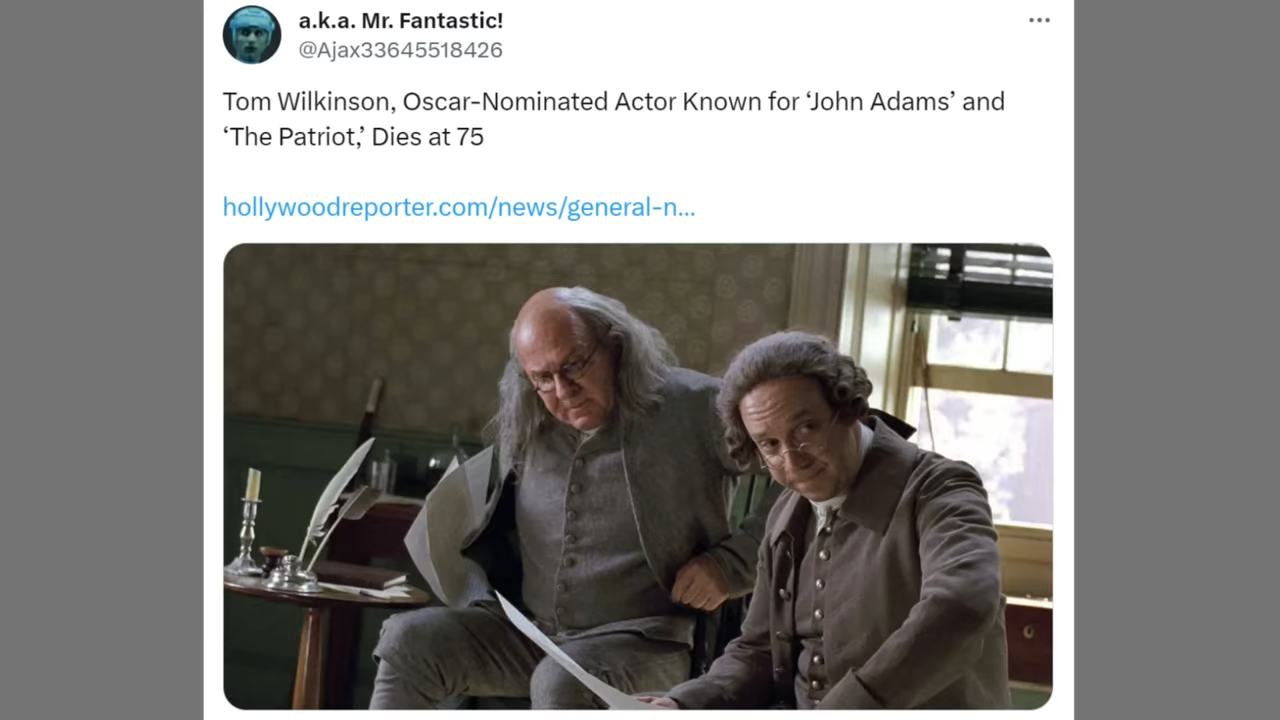 a.k.a. Mr. Fantastic!
@Ajax33645518426
Tom Wilkinson, Oscar-Nominated Actor Known for ‘John Adams’ and
‘The Patriot,’ Dies at 75
hollywoodreporter.com/news/general-n...